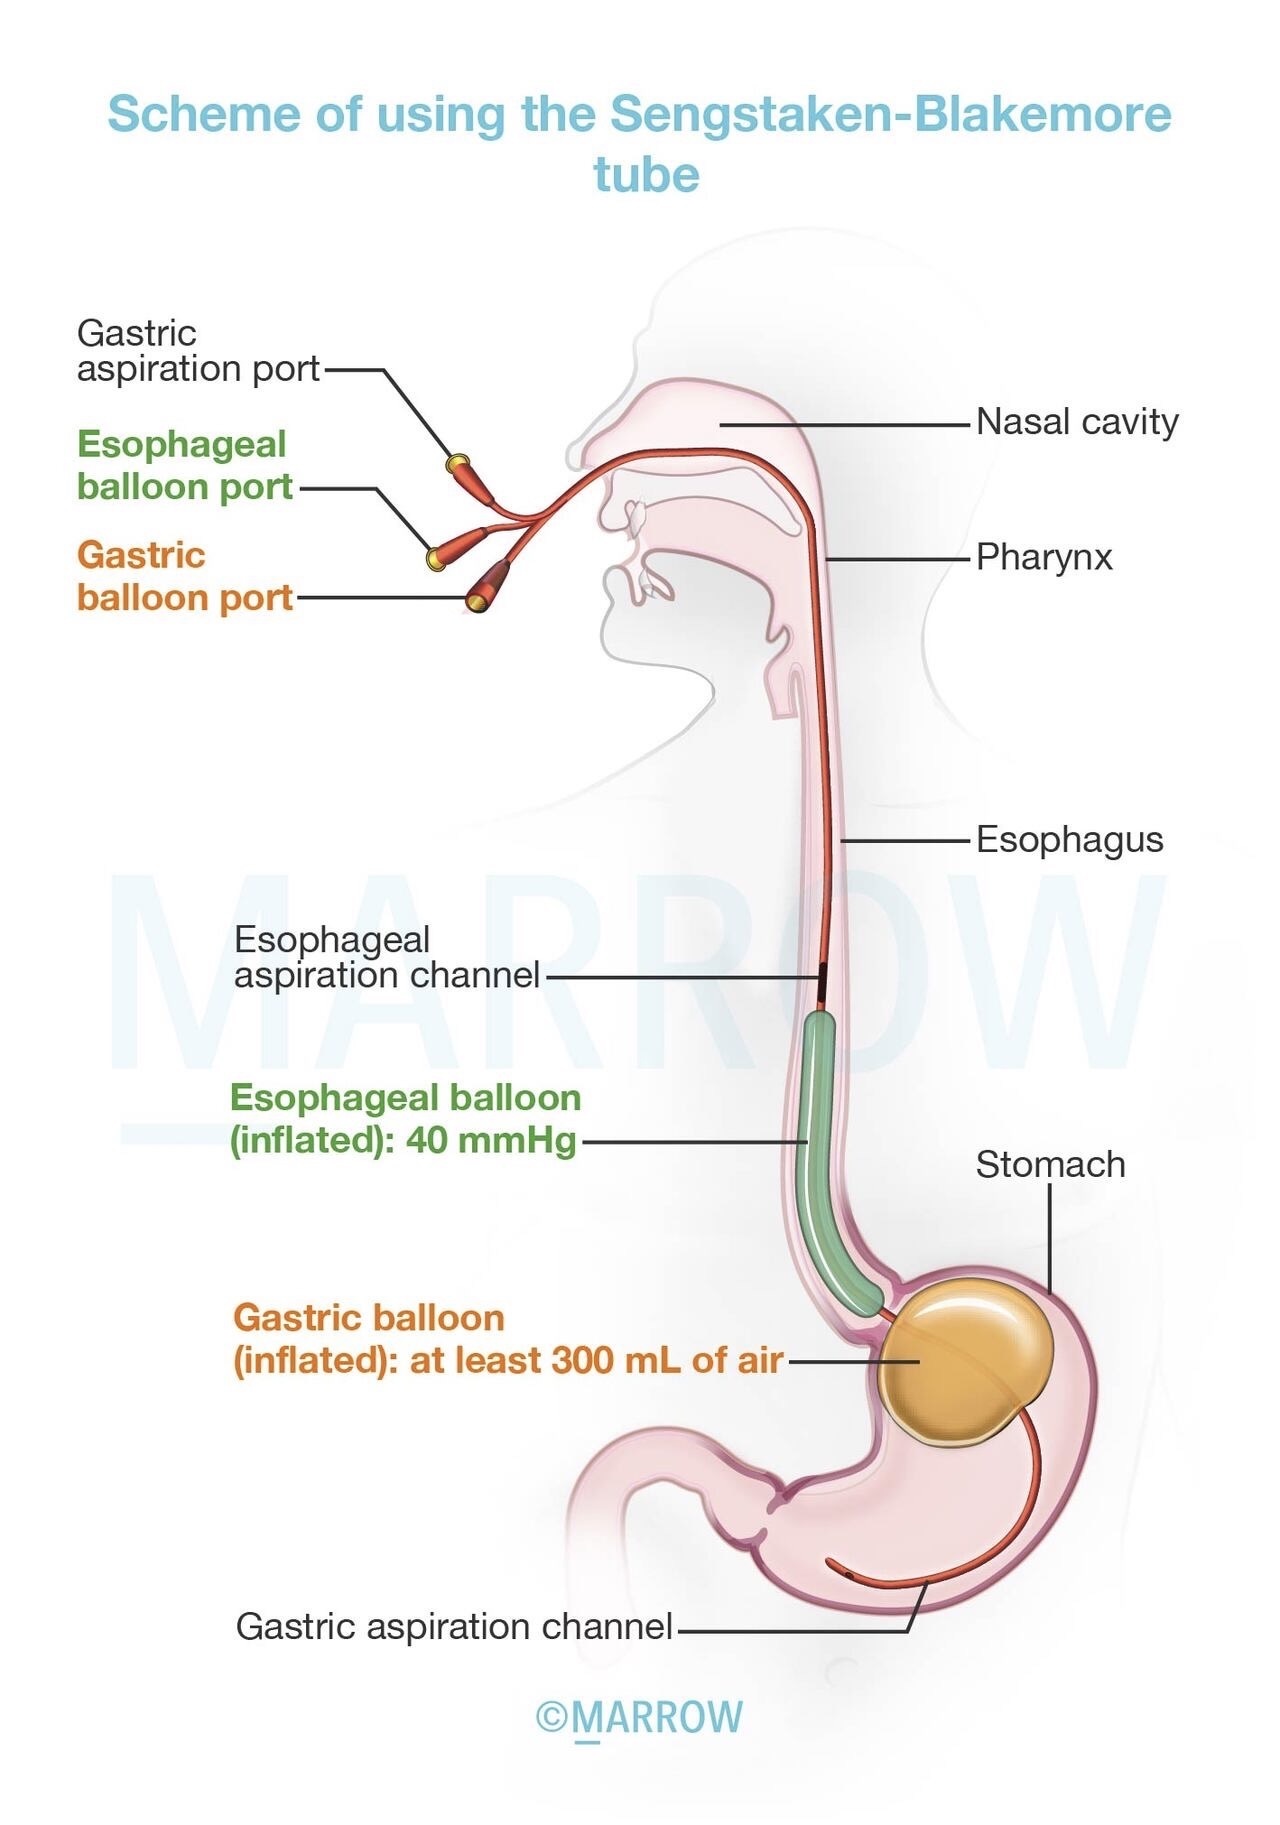 Scheme of using the Sengstaken-Blakemore
tube
Gastric
aspiration port
Esophageal
balloon port
Gastric
balloon port
Nasal cavity
Pharynx
Esophagus
MARROW
Esophageal
aspiration channel
Esophageal balloon
(inflated): 40 mmHg
Stomach
Gastric balloon
(inflated): at least 300 mL of air
Gastric aspiration channel
©MARROW